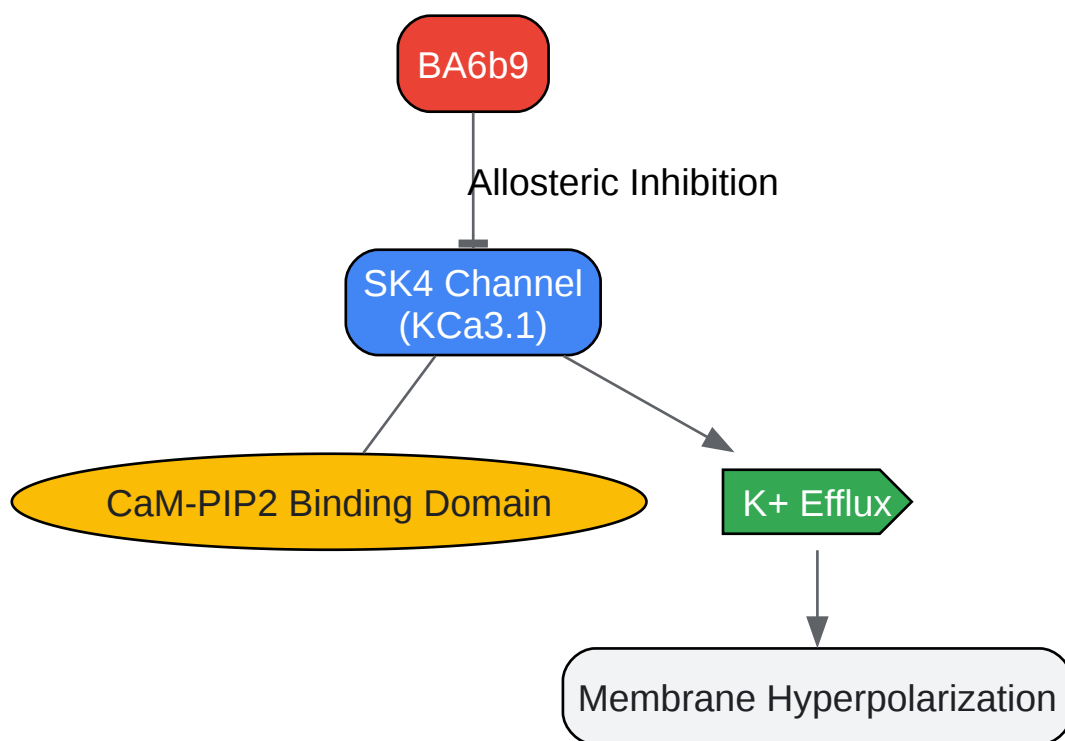 BA6b9
Allosteric Inhibition
SK4 Channel
(KCa3.1)
CaM-PIP2 Binding Domain
K+ Efflux
Membrane Hyperpolarization